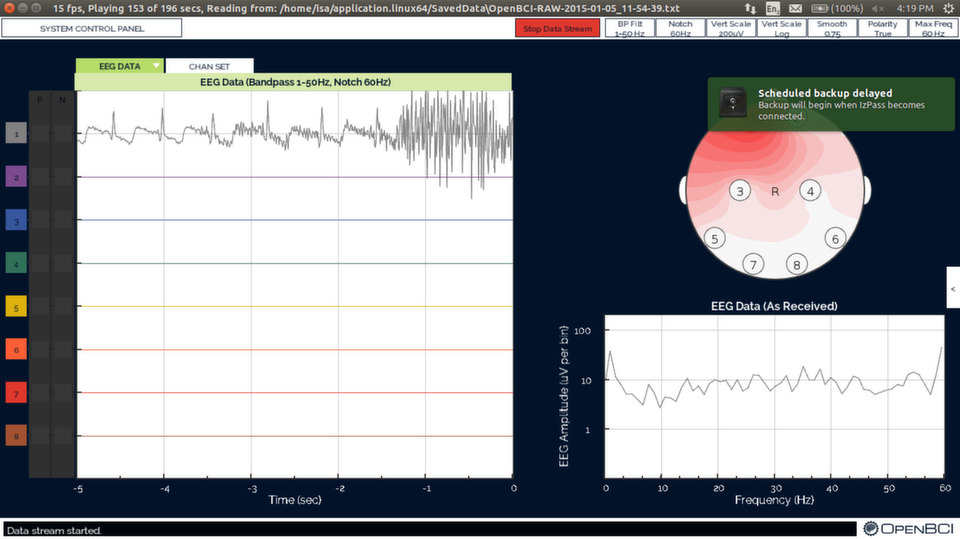 15 fps, Playing 153 of 196 secs, Reading from: /home/isa/application.linux64/SavedData/OpenBCI-RAW-2015-01-05_11-54-39.txt
En2
(100%)
4:19 PM
SYSTEM CONTROL PANEL
Stop Data Stream
BP Filt
1-50 Hz
Notch
60Hz
Vert Scale
200uV
Vert Scale
Log
Smooth
0.75
Polarity
True
Max Freq
60 Hz
EEG DATA
CHAN SET
EEG Data (Bandpass 1-50Hz, Notch 60Hz)
P N
1
2
3
4
5
6
7
8
-5 -4 -3 -2 -1 0
Time (sec)
Scheduled backup delayed
Backup will begin when IzPass becomes
connected.
3 R 4
5 6
7 8
<
EEG Data (As Received)
EEG Amplitude (uV per bin)
100
10
1
0 10 20 30 40 50 60
Frequency (Hz)
Data stream started.
OPENBCI